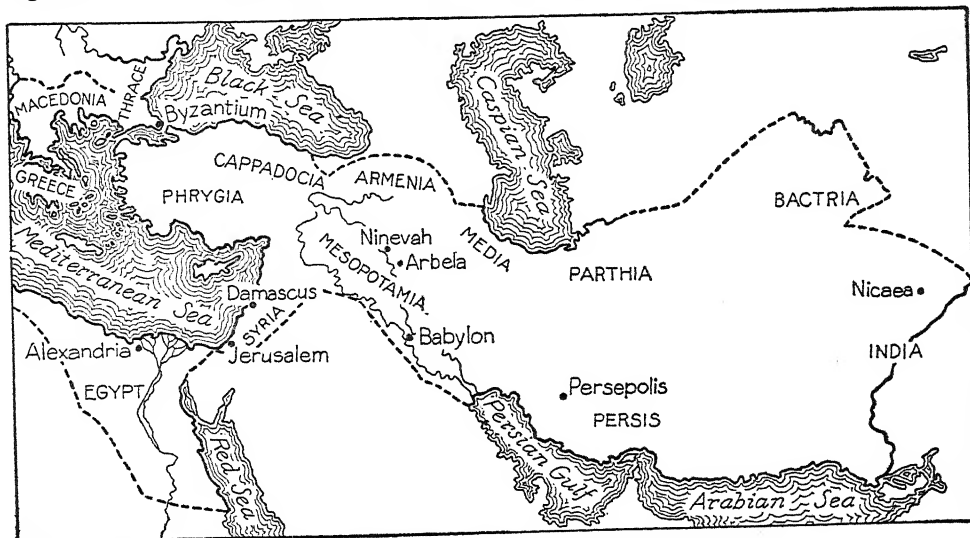 MACEDONIA
THRACE
Black Sea
Byzantium
Caspian Sea
GREECE
CAPPADOCIA
ARMENIA
PHRYGIA
BACTRIA
Ninevah
Arbela
MEDIA
MESOPOTAMIA
PARTHIA
Mediterranean Sea
Damascus
Nicaea
SYRIA
Alexandria
Jerusalem
Babylon
INDIA
EGYPT
Persepolis
PERSIS
Red Sea
Persian Gulf
Arabian Sea